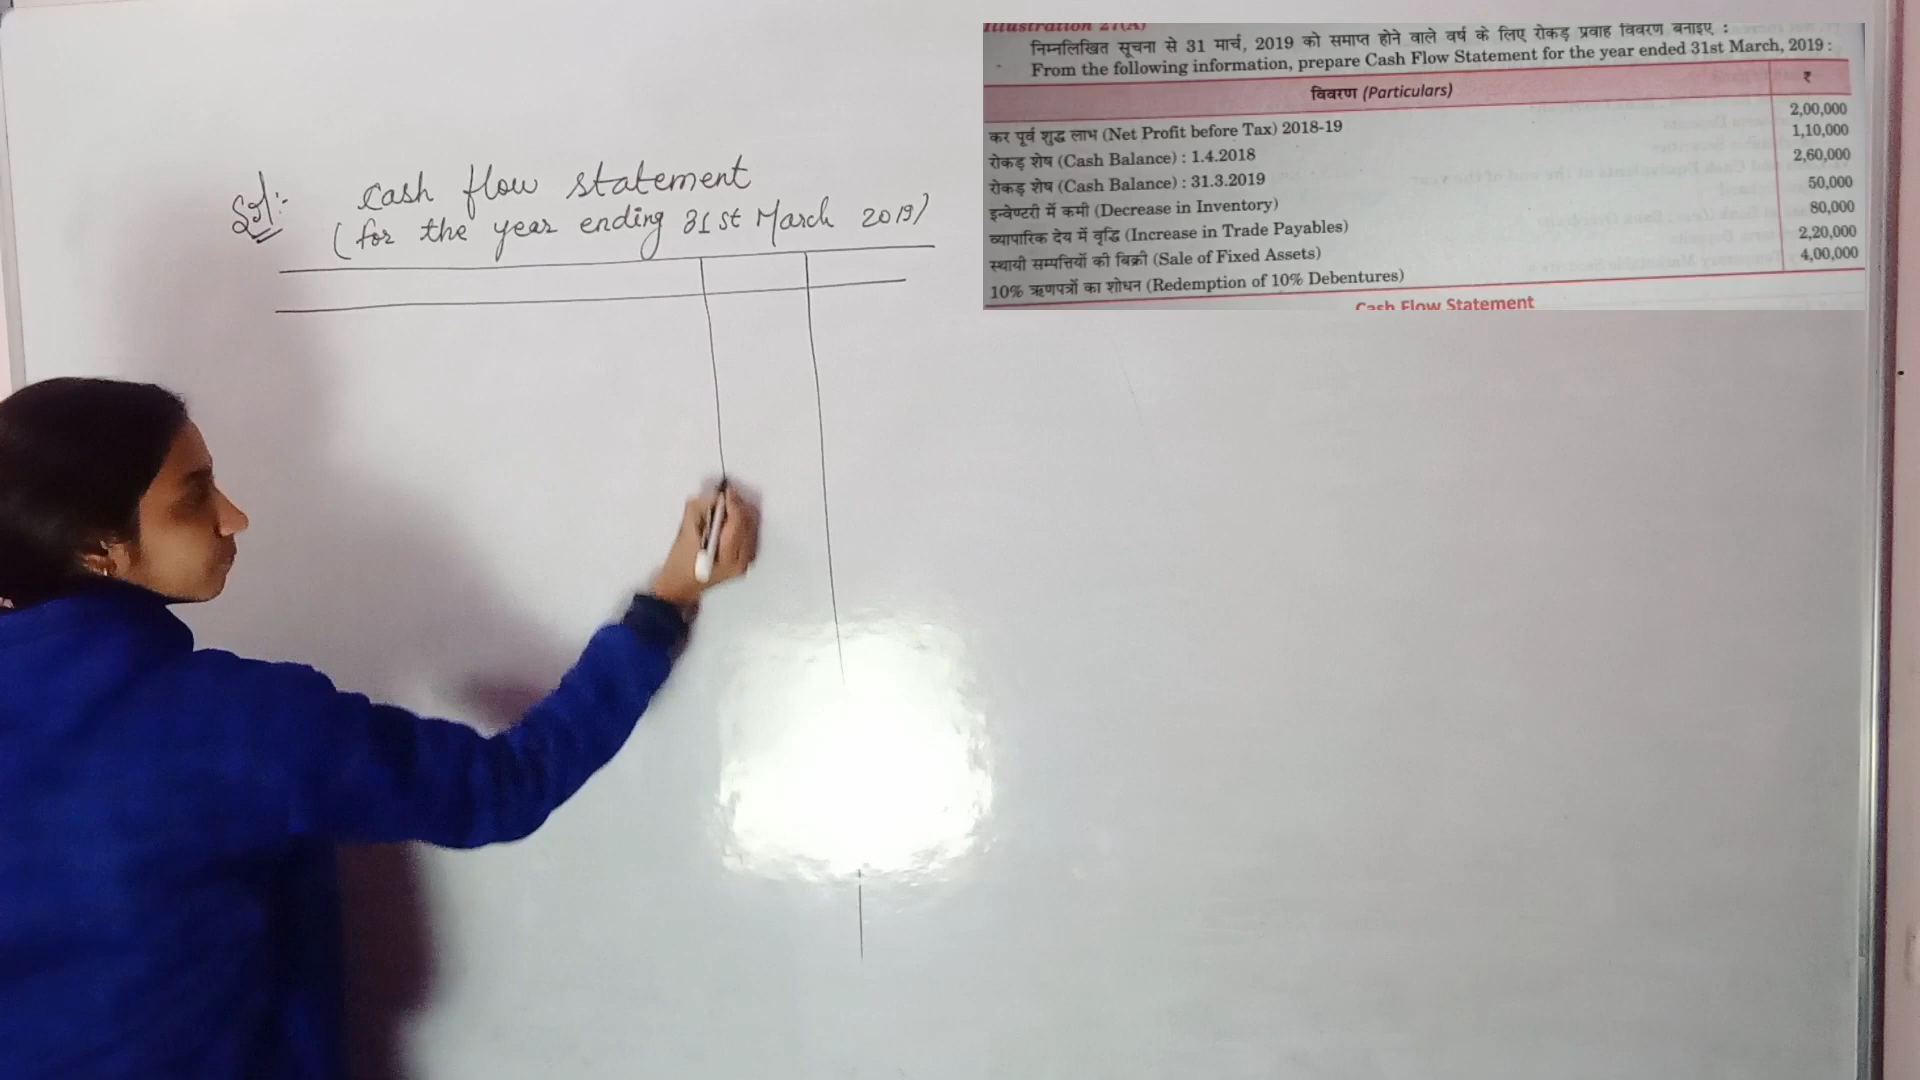 Sol:-
Cash flow statement
(for the year ending 31st March 2019)
Illustration 21(A)
निम्नलिखित सूचना से 31 मार्च, 2019 को समाप्त होने वाले वर्ष के लिए रोकड़ प्रवाह विवरण बनाइए :
From the following information, prepare Cash Flow Statement for the year ended 31st March, 2019 :
विवरण (Particulars) ₹
कर पूर्व शुद्ध लाभ (Net Profit before Tax) 2018-19 2,00,000
रोकड़ शेष (Cash Balance) : 1.4.2018 1,10,000
रोकड़ शेष (Cash Balance) : 31.3.2019 2,60,000
इन्वेण्टरी में कमी (Decrease in Inventory) 50,000
व्यापारिक देय में वृद्धि (Increase in Trade Payables) 80,000
स्थायी सम्पत्तियों की बिक्री (Sale of Fixed Assets) 2,20,000
10% ऋणपत्रों का शोधन (Redemption of 10% Debentures) 4,00,000
Cash Flow Statement